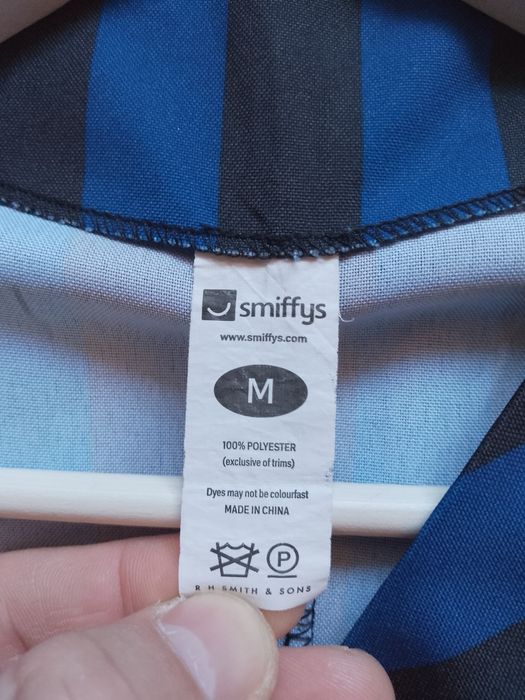 smiffys
www.smiffys.com
M
100% POLYESTER
(exclusive of trims)
Dyes may not be colourfast
MADE IN CHINA
P
R H SMITH & SONS